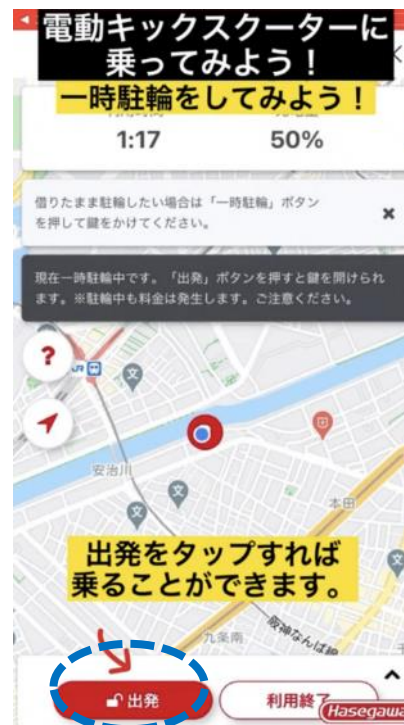 電動キックスクーターに
乗ってみよう！
一時駐輪をしてみよう！
1:17
50%
借りたまま駐輪したい場合は「一時駐輪」ボタン
を押して鍵をかけてください。
×
現在一時駐輪中です。「出発」ボタンを押すと鍵を開けられ
ます。※駐輪中も料金は発生します。ご注意ください。
?
JR
文
文
安治川
文
本田
文
文
出発をタップすれば
乗ることができます。
九条南
阪神なんば線
出発
利用終了
Hasegawa